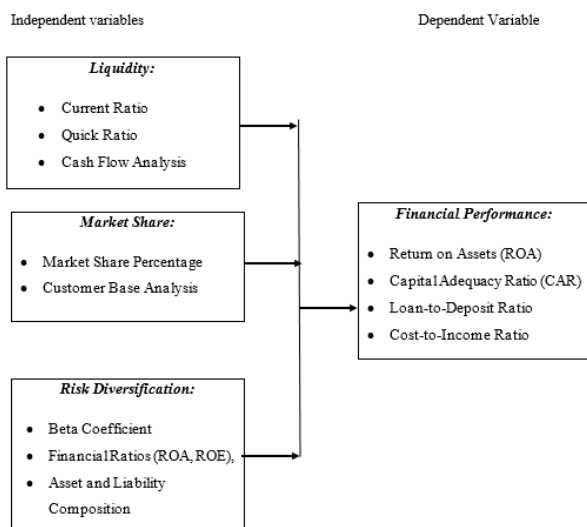 Independent variables
Dependent Variable
Liquidity:
• Current Ratio
• Quick Ratio
• Cash Flow Analysis
Market Share:
• Market Share Percentage
• Customer Base Analysis
Risk Diversification:
• Beta Coefficient
• Financial Ratios (ROA, ROE),
• Asset and Liability
Composition
Financial Performance:
• Return on Assets (ROA)
• Capital Adequacy Ratio (CAR)
• Loan-to-Deposit Ratio
• Cost-to-Income Ratio